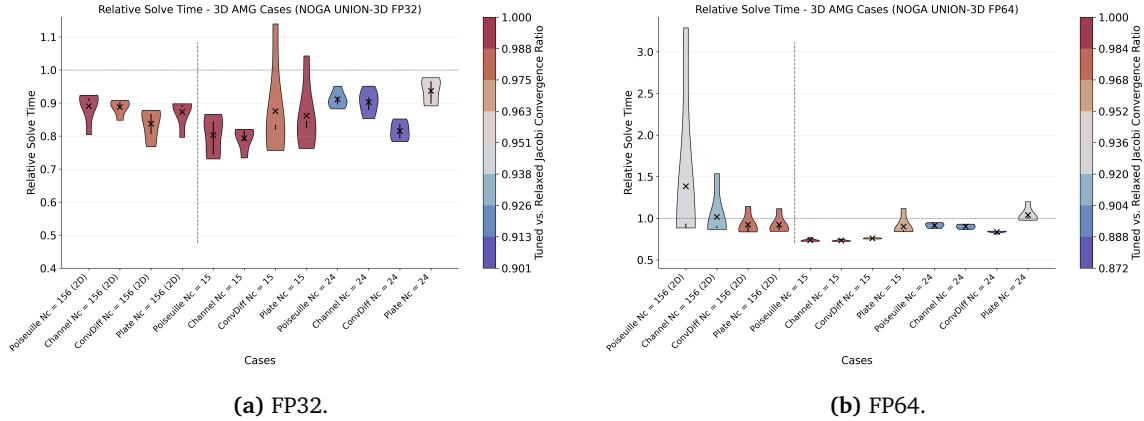 Relative Solve Time - 3D AMG Cases (NOGA UNION-3D FP32)
Relative Solve Time
1.1
1.0
0.9
0.8
0.7
0.6
0.5
0.4
Poiseuille Nc = 156 (2D)
Channel Nc = 156 (2D)
ConvDiff Nc = 156 (2D)
Plate Nc = 156 (2D)
Poiseuille Nc = 15
Channel Nc = 15
ConvDiff Nc = 15
Plate Nc = 15
Poiseuille Nc = 24
Channel Nc = 24
ConvDiff Nc = 24
Plate Nc = 24
Cases
1.000
0.988
0.975
0.963
0.951
0.938
0.926
0.913
0.901
Tuned vs. Relaxed Jacobi Convergence Ratio
(a) FP32.
Relative Solve Time - 3D AMG Cases (NOGA UNION-3D FP64)
Relative Solve Time
3.0
2.5
2.0
1.5
1.0
0.5
Poiseuille Nc = 156 (2D)
Channel Nc = 156 (2D)
ConvDiff Nc = 156 (2D)
Plate Nc = 156 (2D)
Poiseuille Nc = 15
Channel Nc = 15
ConvDiff Nc = 15
Plate Nc = 15
Poiseuille Nc = 24
Channel Nc = 24
ConvDiff Nc = 24
Plate Nc = 24
Cases
1.000
0.984
0.968
0.952
0.936
0.920
0.904
0.888
0.872
Tuned vs. Relaxed Jacobi Convergence Ratio
(b) FP64.